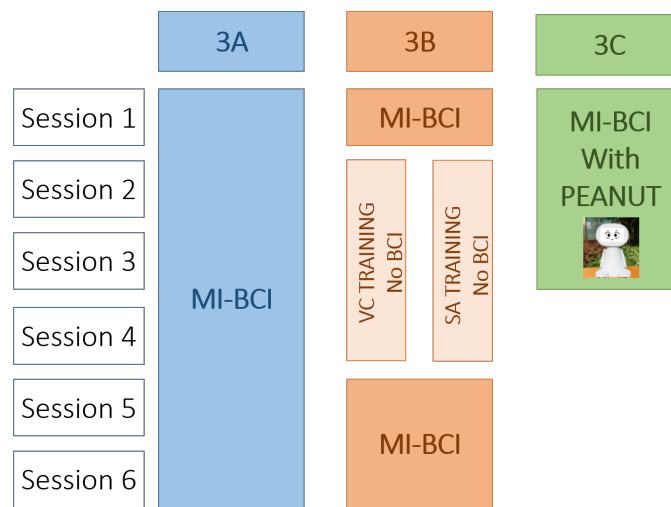 3A
3B
3C
Session 1
Session 2
Session 3
Session 4
Session 5
Session 6
MI-BCI
MI-BCI
VC TRAINING
No BCI
SA TRAINING
No BCI
MI-BCI
MI-BCI
With
PEANUT